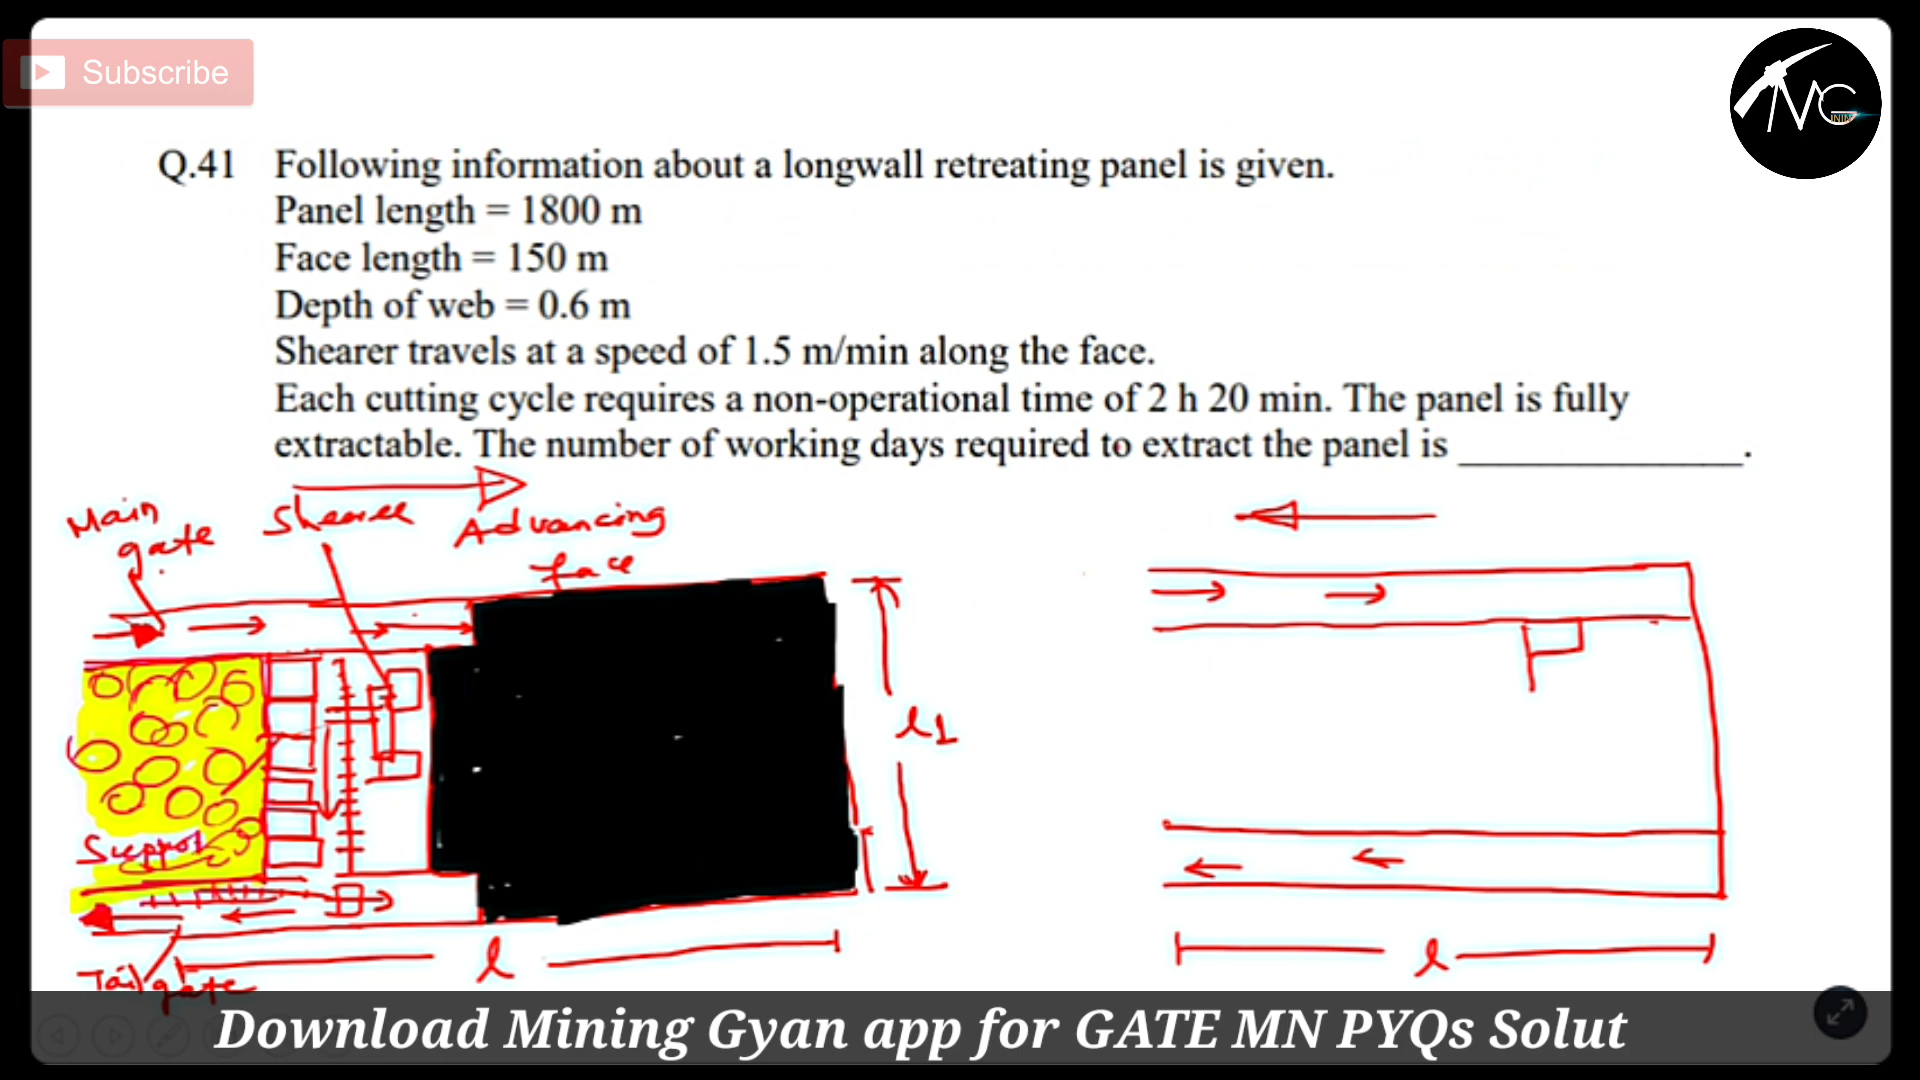 Subscribe
MG
INING
Q.41 Following information about a longwall retreating panel is given.
Panel length = 1800 m
Face length = 150 m
Depth of web = 0.6 m
Shearer travels at a speed of 1.5 m/min along the face.
Each cutting cycle requires a non-operational time of 2 h 20 min. The panel is fully
extractable. The number of working days required to extract the panel is ______________.
Main
gate
Shearer
Advancing
face
l1
Support
Tailgate
l
l
Download Mining Gyan app for GATE MN PYQs Solut